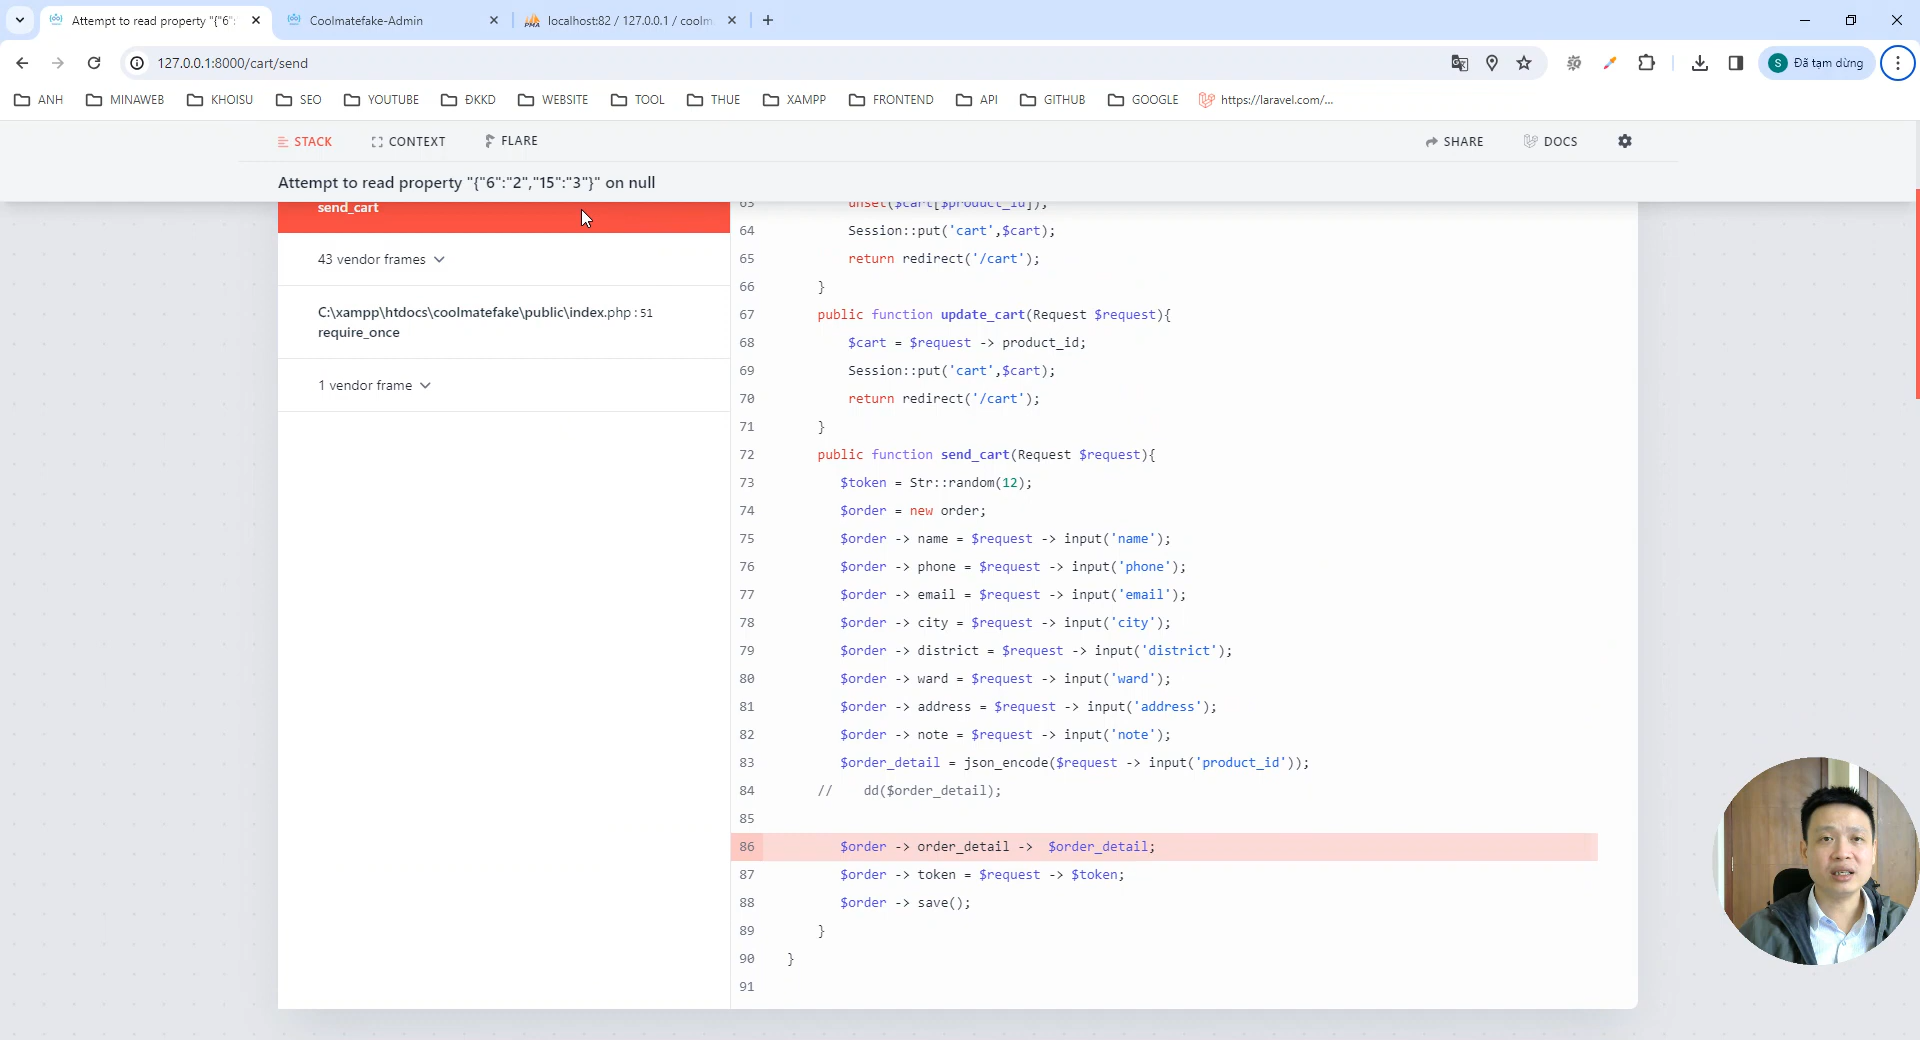 Attempt to read property "{"6":
Coolmatefake-Admin
localhost:82 / 127.0.0.1 / coolm
127.0.0.1:8000/cart/send
S Đã tạm dừng
ANH
MINAWEB
KHOISU
SEO
YOUTUBE
ĐKKD
WEBSITE
TOOL
THUE
XAMPP
FRONTEND
API
GITHUB
GOOGLE
https://laravel.com/...
STACK
CONTEXT
FLARE
SHARE
DOCS
Attempt to read property "{"6":"2","15":"3"}" on null
send_cart
43 vendor frames
C:\xampp\htdocs\coolmatefake\public\index.php : 51
require_once
1 vendor frame
63 unset($cart[$product_id]);
64 Session::put('cart',$cart);
65 return redirect('/cart');
66 }
67 public function update_cart(Request $request){
68 $cart = $request -> product_id;
69 Session::put('cart',$cart);
70 return redirect('/cart');
71 }
72 public function send_cart(Request $request){
73 $token = Str::random(12);
74 $order = new order;
75 $order -> name = $request -> input('name');
76 $order -> phone = $request -> input('phone');
77 $order -> email = $request -> input('email');
78 $order -> city = $request -> input('city');
79 $order -> district = $request -> input('district');
80 $order -> ward = $request -> input('ward');
81 $order -> address = $request -> input('address');
82 $order -> note = $request -> input('note');
83 $order_detail = json_encode($request -> input('product_id'));
84 // dd($order_detail);
85
86 $order -> order_detail -> $order_detail;
87 $order -> token = $request -> $token;
88 $order -> save();
89 }
90 }
91